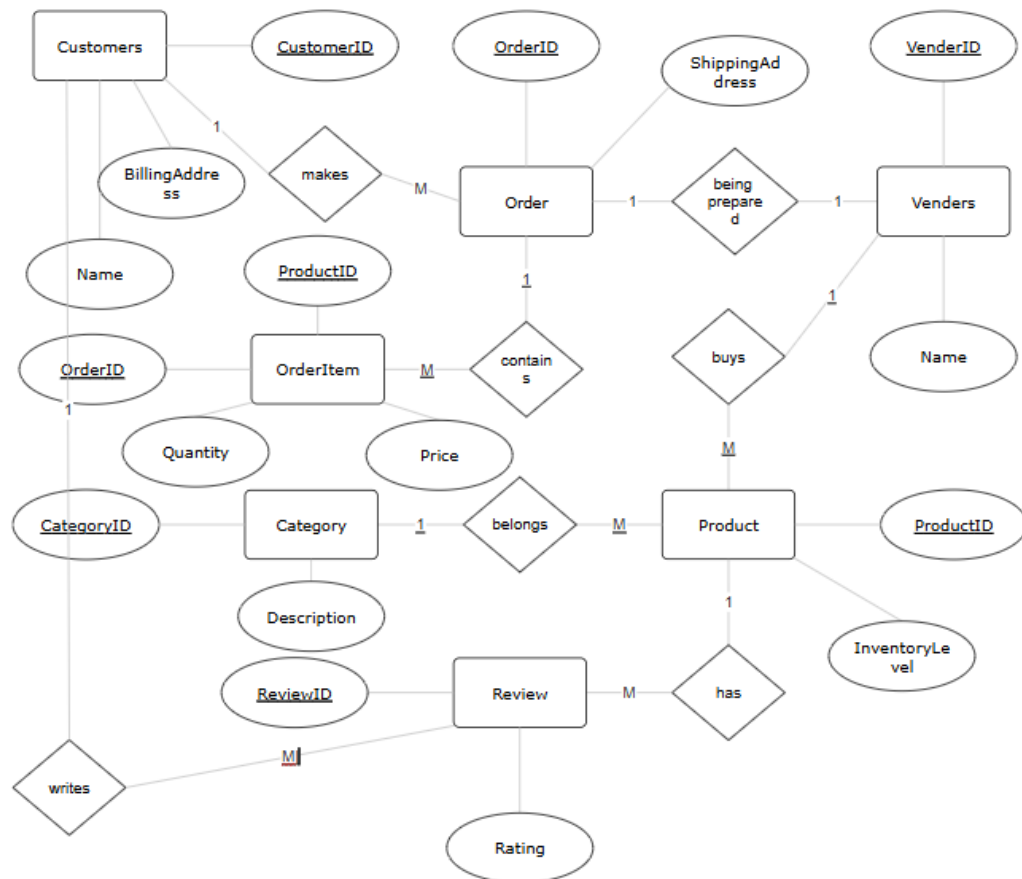 Customers
CustomerID
OrderID
VenderID
ShippingAd
dress
1
BillingAddre
ss
makes
M
Order
1
being
prepare
d
1
Venders
Name
ProductID
1
1
OrderID
OrderItem
M
contain
s
buys
Name
1
Quantity
Price
M
CategoryID
Category
1
belongs
M
Product
ProductID
Description
1
InventoryLe
vel
ReviewID
Review
M
has
M
writes
Rating